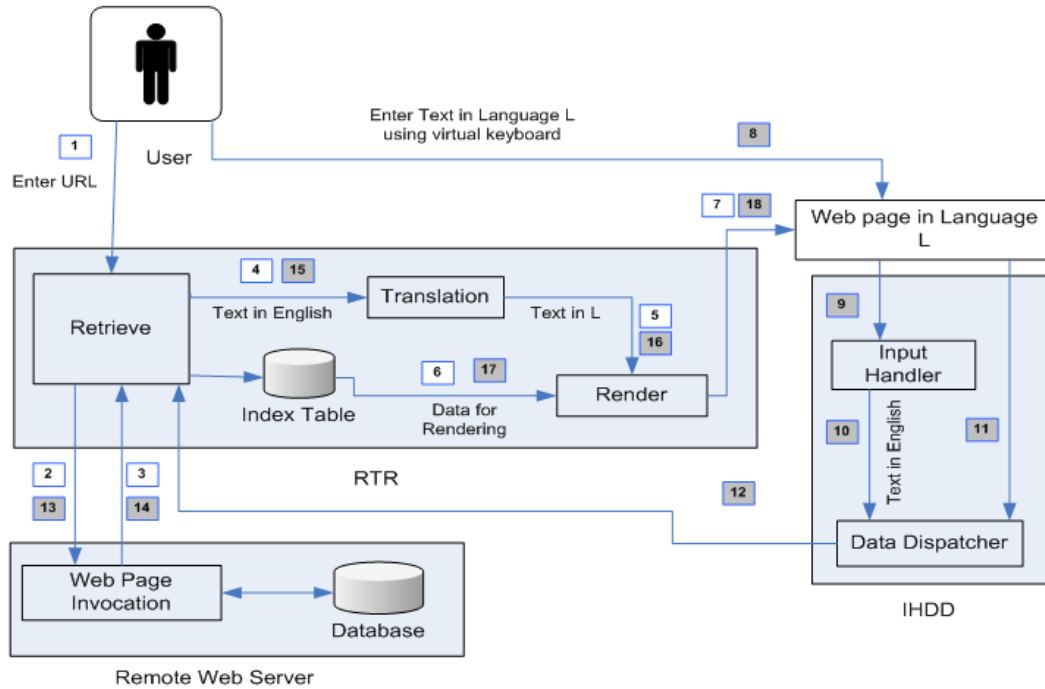 Enter Text in Language L
using virtual keyboard
8
1
User
Enter URL
7
18
Web page in Language
L
4
15
Translation
Text in English
Text in L
5
16
9
Retrieve
Input
Handler
6
17
Index Table
Data for
Rendering
Render
10
Text in English
11
2
3
RTR
12
13
14
Data Dispatcher
Web Page
Invocation
Database
IHDD
Remote Web Server